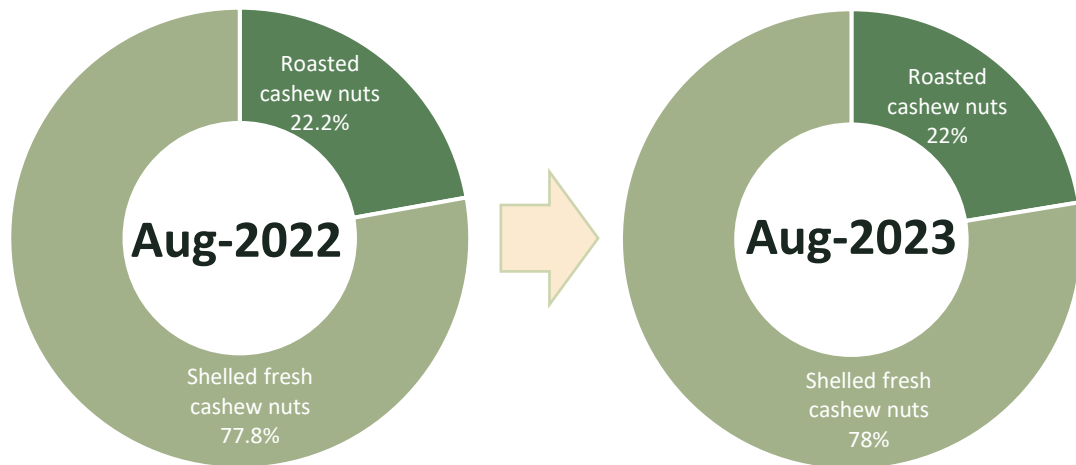 Roasted
cashew nuts
22.2%
Aug-2022
Shelled fresh
cashew nuts
77.8%
Roasted
cashew nuts
22%
Aug-2023
Shelled fresh
cashew nuts
78%